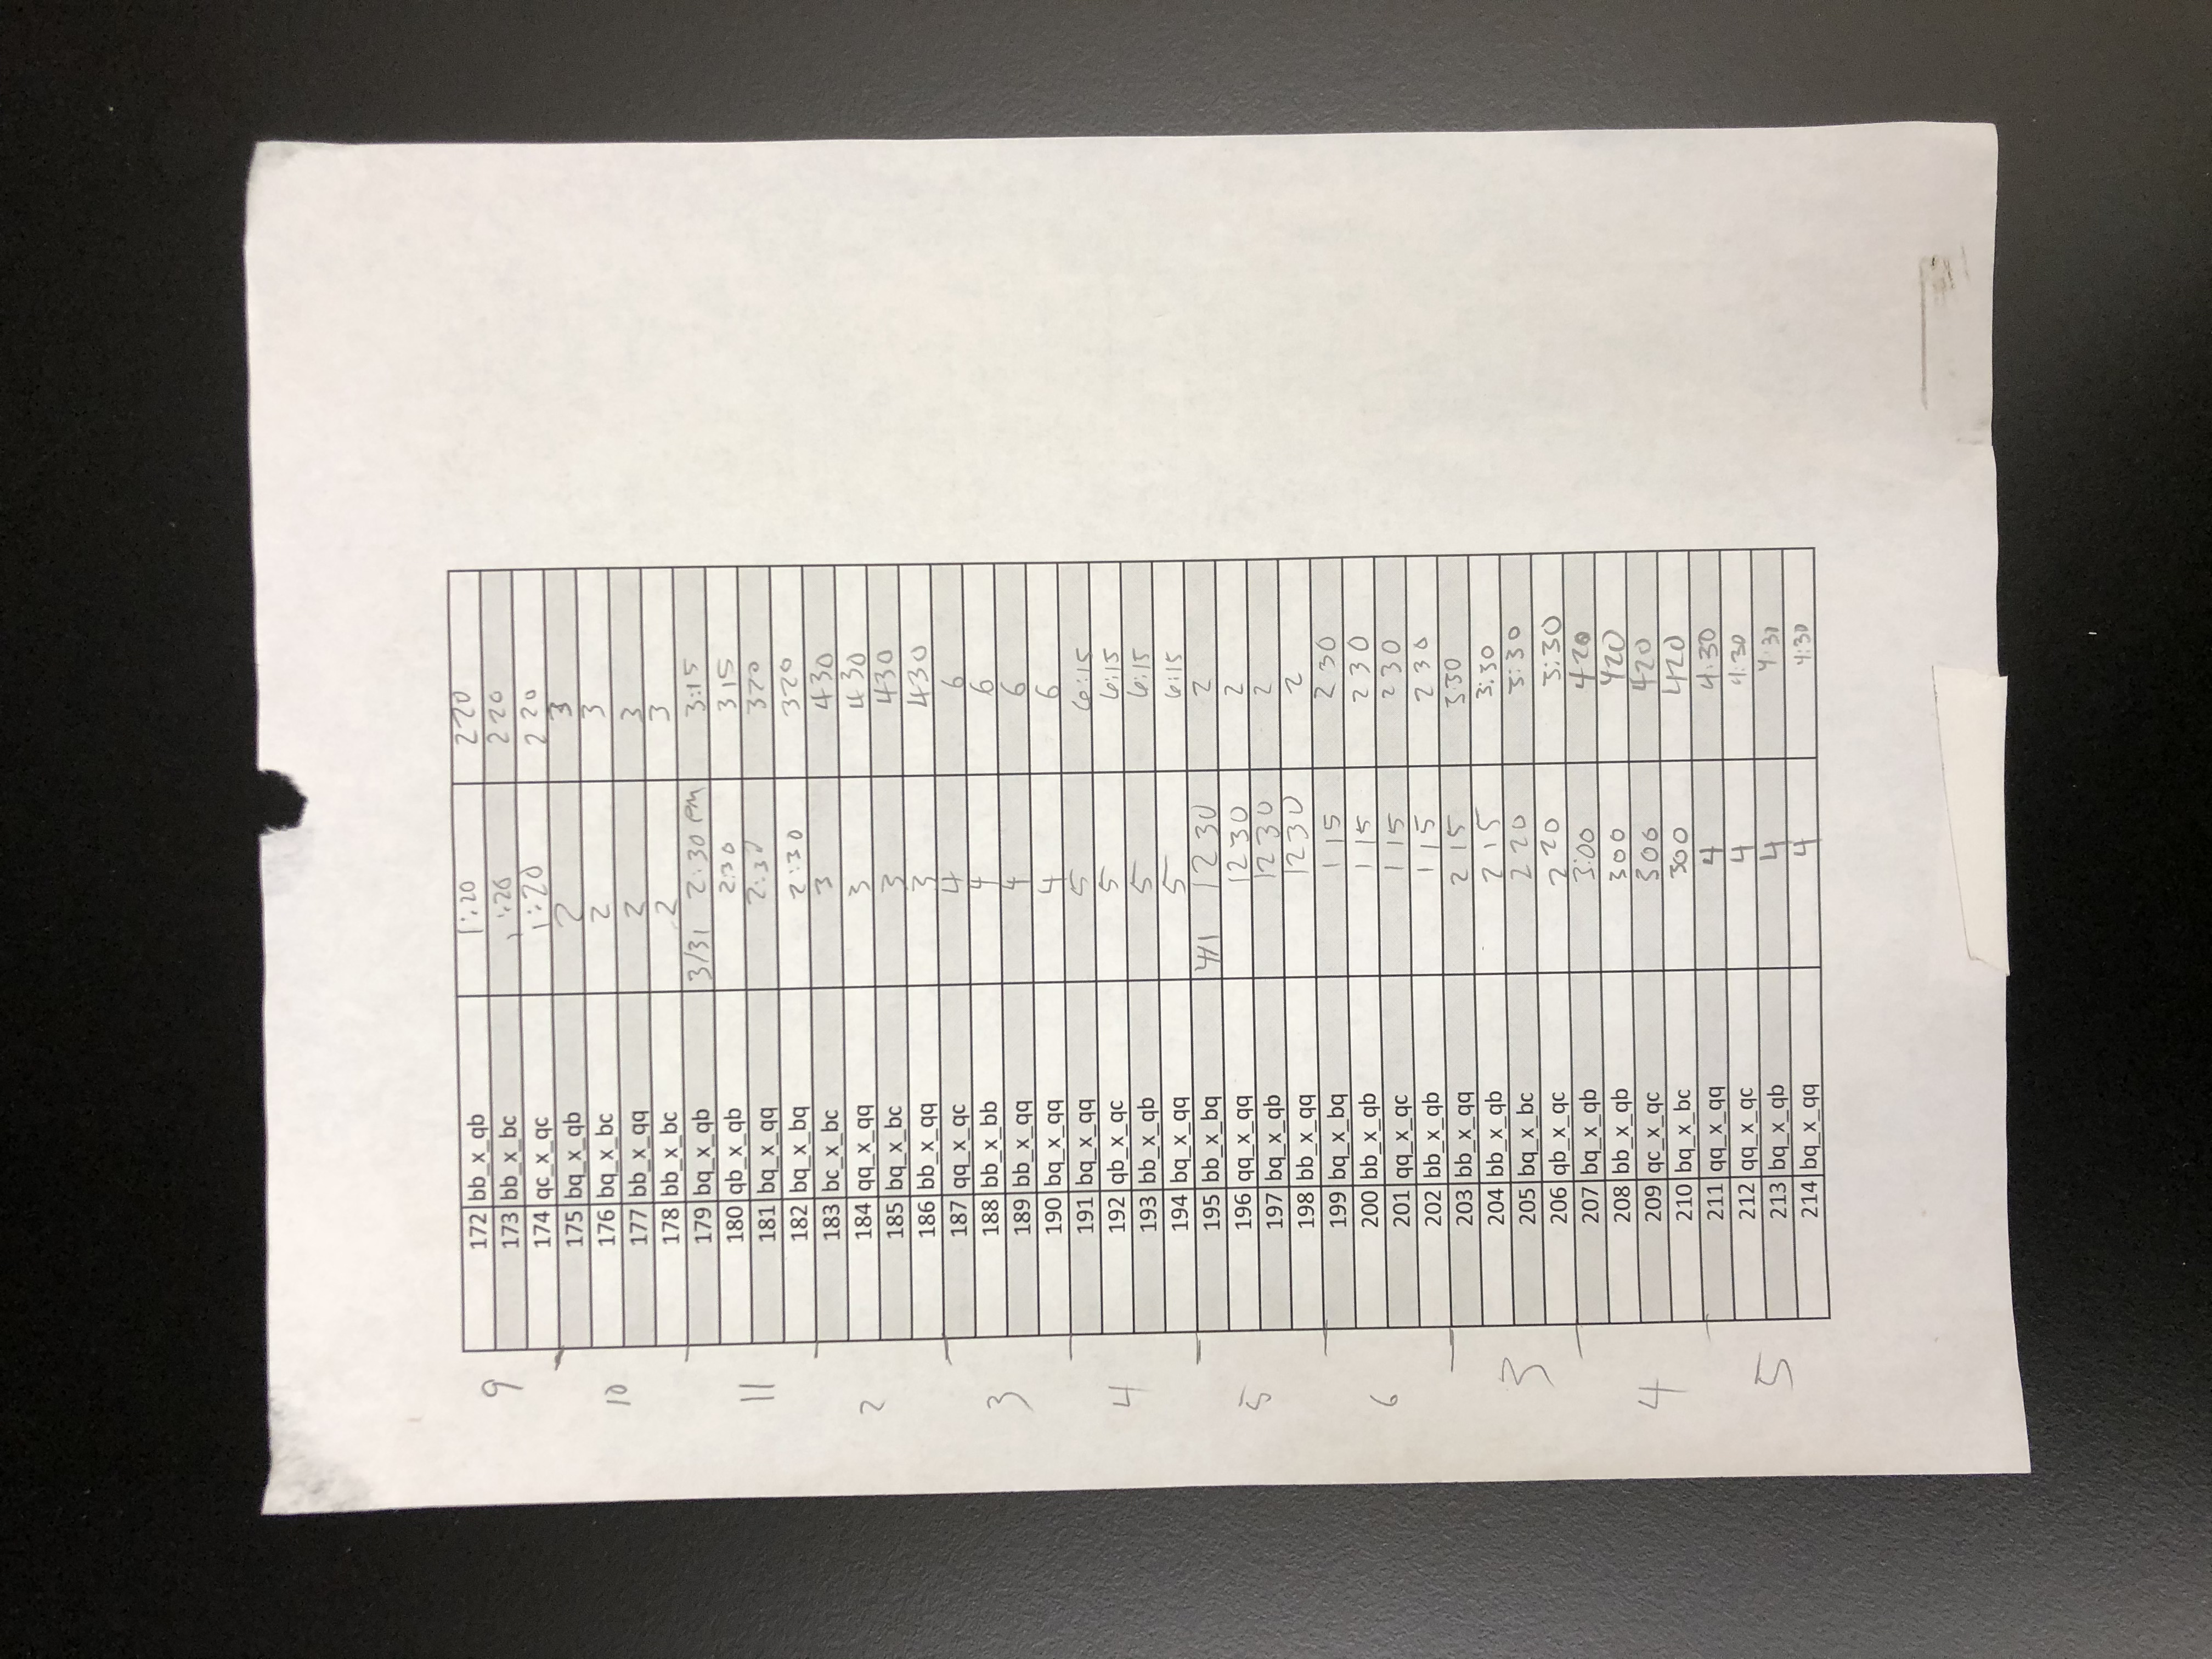 172 bb_x_qb 1:20 220
9
173 bb_x_bc 1:20 220
174 qc_x_qc 1:20 220
175 bq_x_qb 2 3
176 bq_x_bc 2 3
10
177 bb_x_qq 2 3
178 bb_x_bc 2 3
179 bq_x_qb 3/31 2:30 pm 3:15
180 qb_x_qb 230 315
11
181 bq_x_qq 2:30 320
182 bq_x_bq 2:30 320
183 bc_x_bc 3 430
2
184 qq_x_qq 3 430
185 bq_x_bc 3 430
186 bb_x_qq 3 430
187 qq_x_qc 4 6
188 bb_x_bb 4 6
3
189 bb_x_qq 4 6
190 bq_x_qq 4 6
191 bq_x_qq 5 6:15
192 qb_x_qc 5 6:15
4
193 bb_x_qb 5 6:15
194 bq_x_qq 5 6:15
195 bb_x_bq 4/1 1230 2
196 qq_x_qq 1230 2
5
197 bq_x_qb 1230 2
198 bb_x_qq 1230 2
199 bq_x_bq 115 230
200 bb_x_qb 115 230
6
201 qq_x_qc 115 230
202 bb_x_qb 115 230
203 bb_x_qq 215 330
204 bb_x_qb 215 3:30
3
205 bq_x_bc 220 3:30
206 qb_x_qc 220 3:30
207 bq_x_qb 3:00 420
208 bb_x_qb 300 420
4
209 qc_x_qc 300 420
210 bq_x_bc 300 420
211 qq_x_qq 4 4:30
212 qq_x_qc 4 4:30
5
213 bq_x_qb 4 4:30
214 bq_x_qq 4 4:30